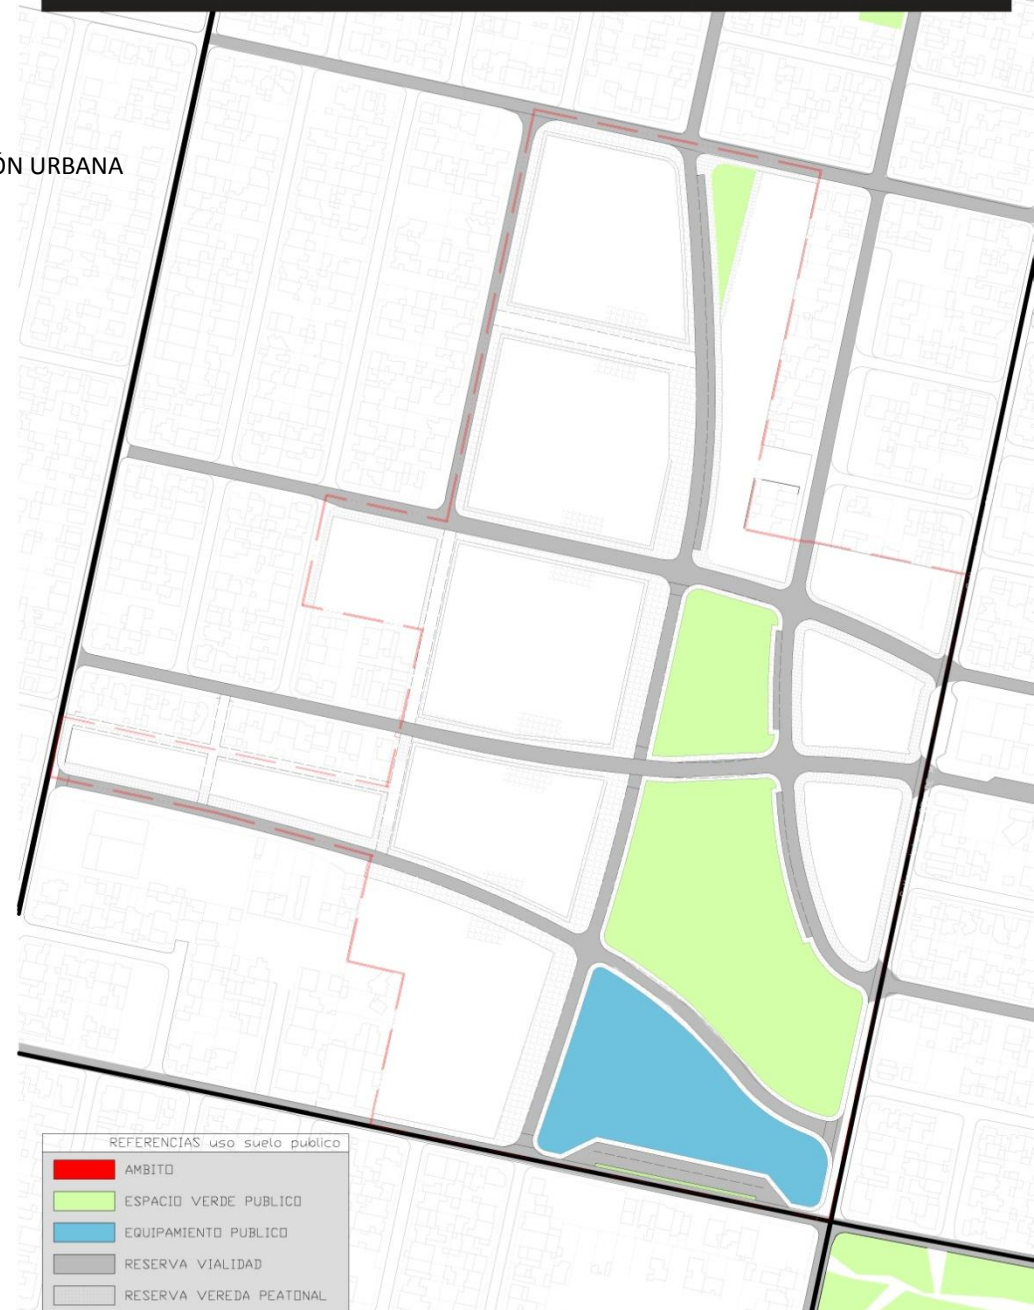 ÓN URBANA
REFERENCIAS uso suelo publico
AMBITO
ESPACIO VERDE PUBLICO
EQUIPAMIENTO PUBLICO
RESERVA VIALIDAD
RESERVA VEREDA PEATONAL